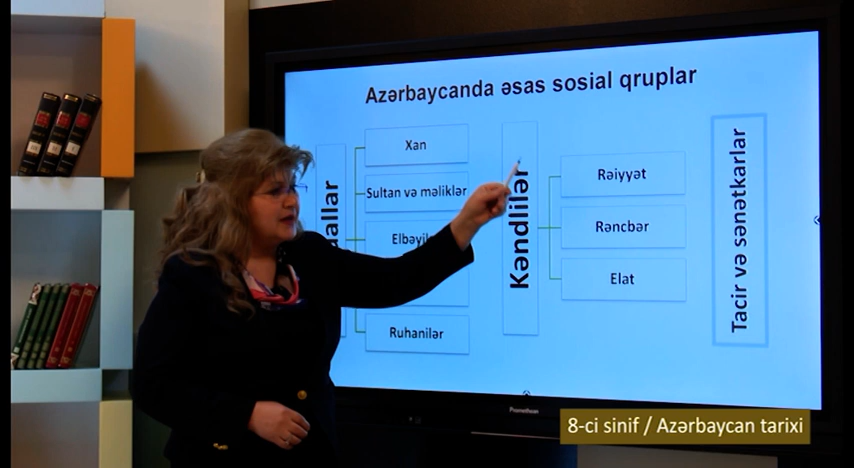 Azərbaycanda əsas sosial qruplar
Xan
Sultan və məliklər
Ruhanilər
Kəndlilər
Rəiyyət
Rəncbər
Elat
Tacir və sənətkarlar
Promethean
8-ci sinif / Azərbaycan tarixi